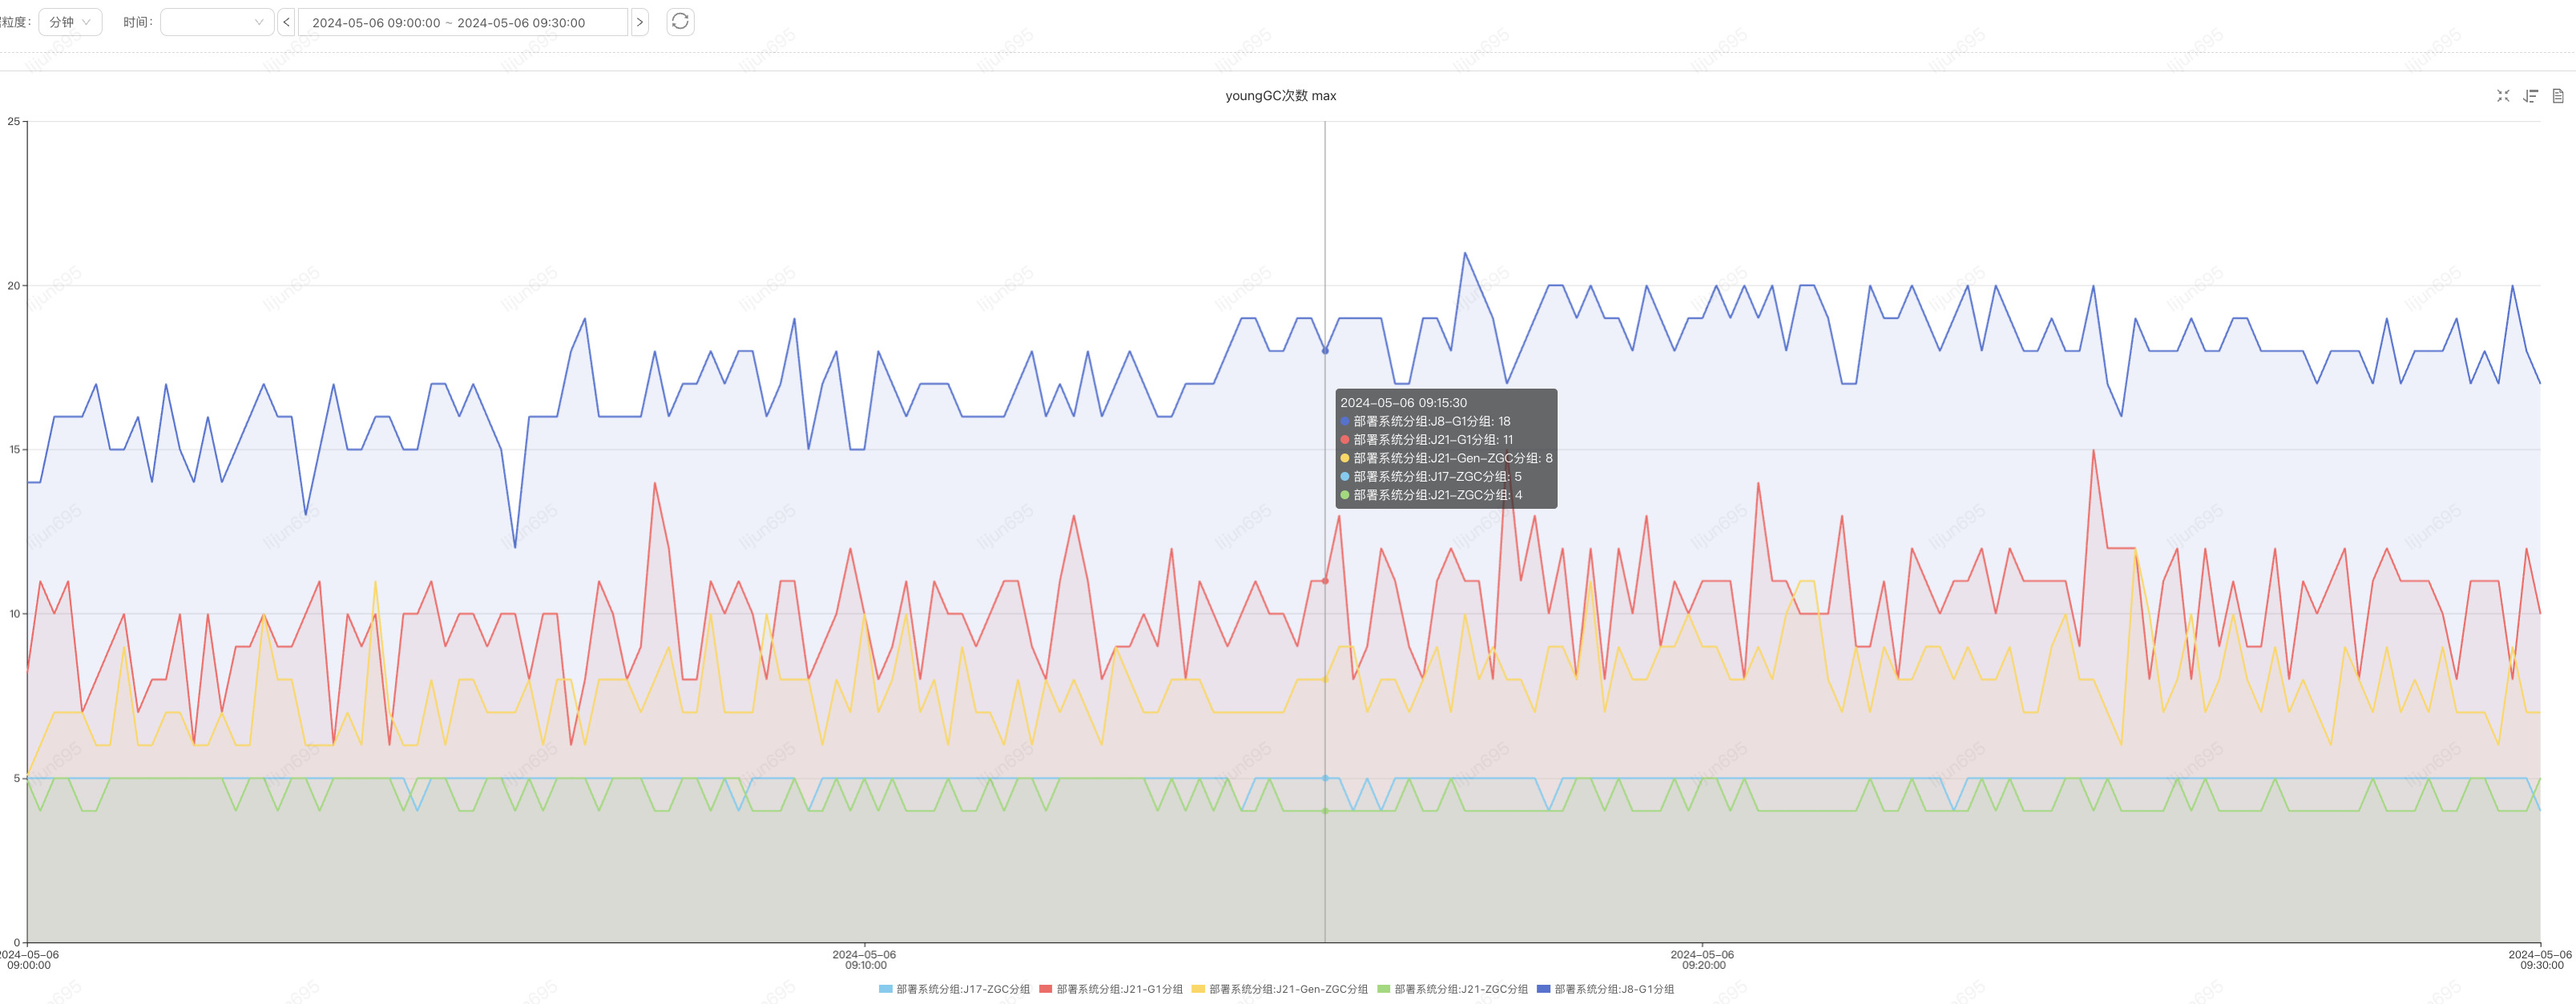 粒度： 分钟 时间： < 2024-05-06 09:00:00 ~ 2024-05-06 09:30:00 >
youngGC次数 max
25
20
15
10
5
0
2024-05-06 09:15:30
部署系统分组:J8-G1分组: 18
部署系统分组:J21-G1分组: 11
部署系统分组:J21-Gen-ZGC分组: 8
部署系统分组:J17-ZGC分组: 5
部署系统分组:J21-ZGC分组: 4
2024-05-06 2024-05-06 2024-05-06 2024-05-06
09:00:00 09:10:00 09:20:00 09:30:00
部署系统分组:J17-ZGC分组 部署系统分组:J21-G1分组 部署系统分组:J21-Gen-ZGC分组 部署系统分组:J21-ZGC分组 部署系统分组:J8-G1分组
lijun695